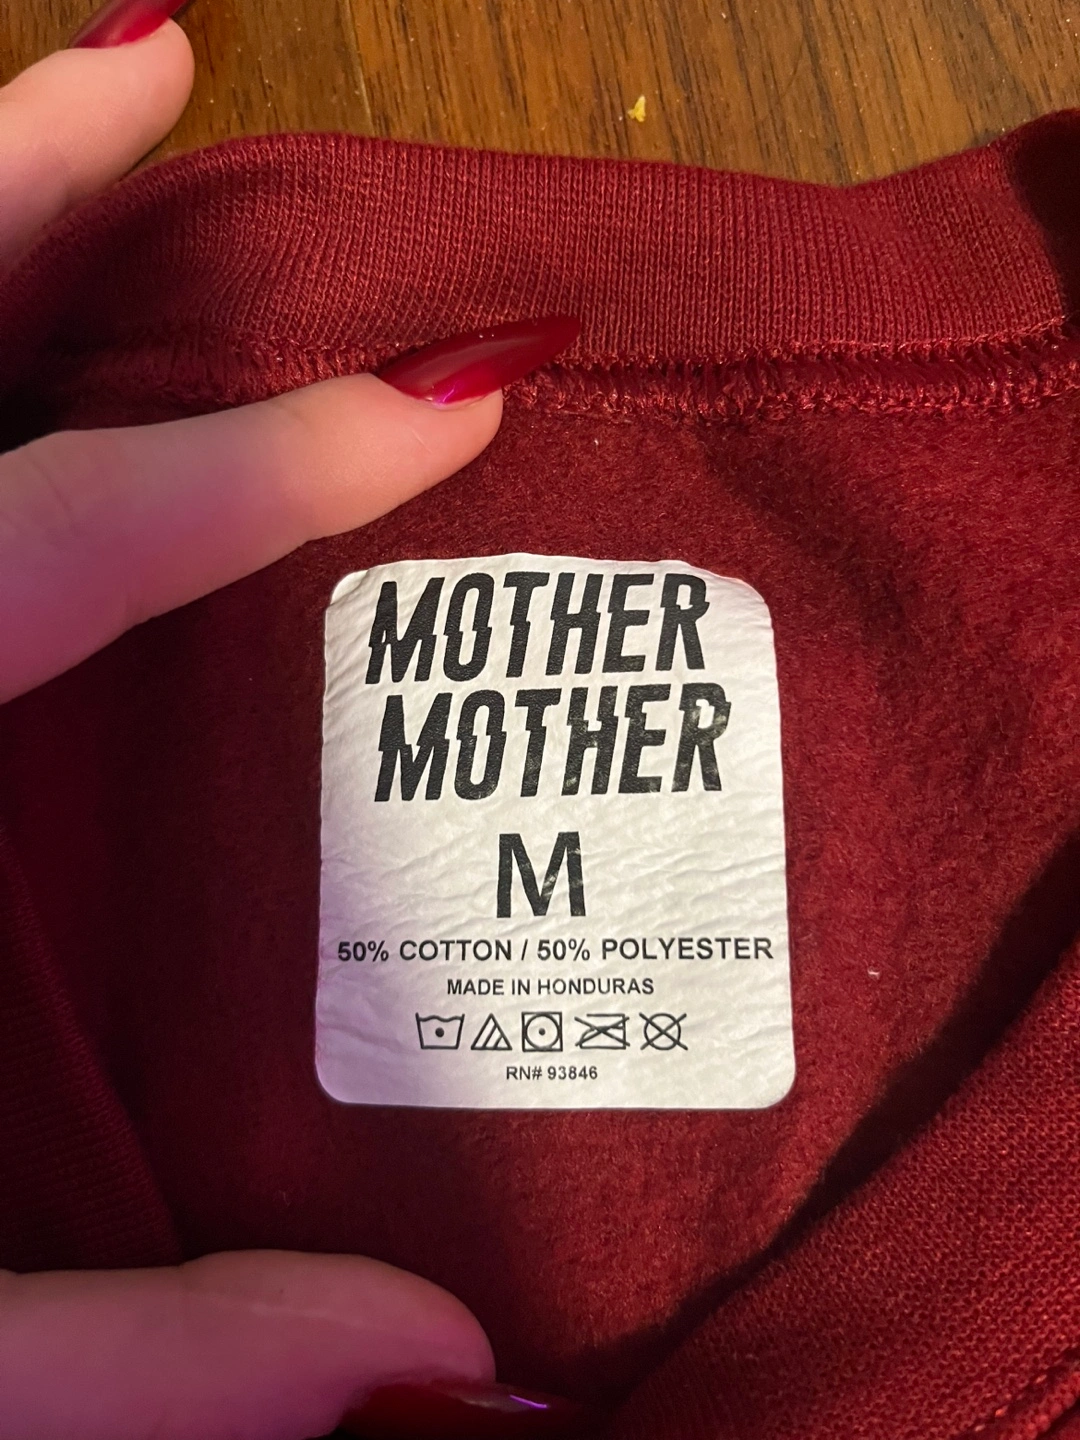 MOTHER
MOTHER
M
50% COTTON / 50% POLYESTER
MADE IN HONDURAS
RN# 93846